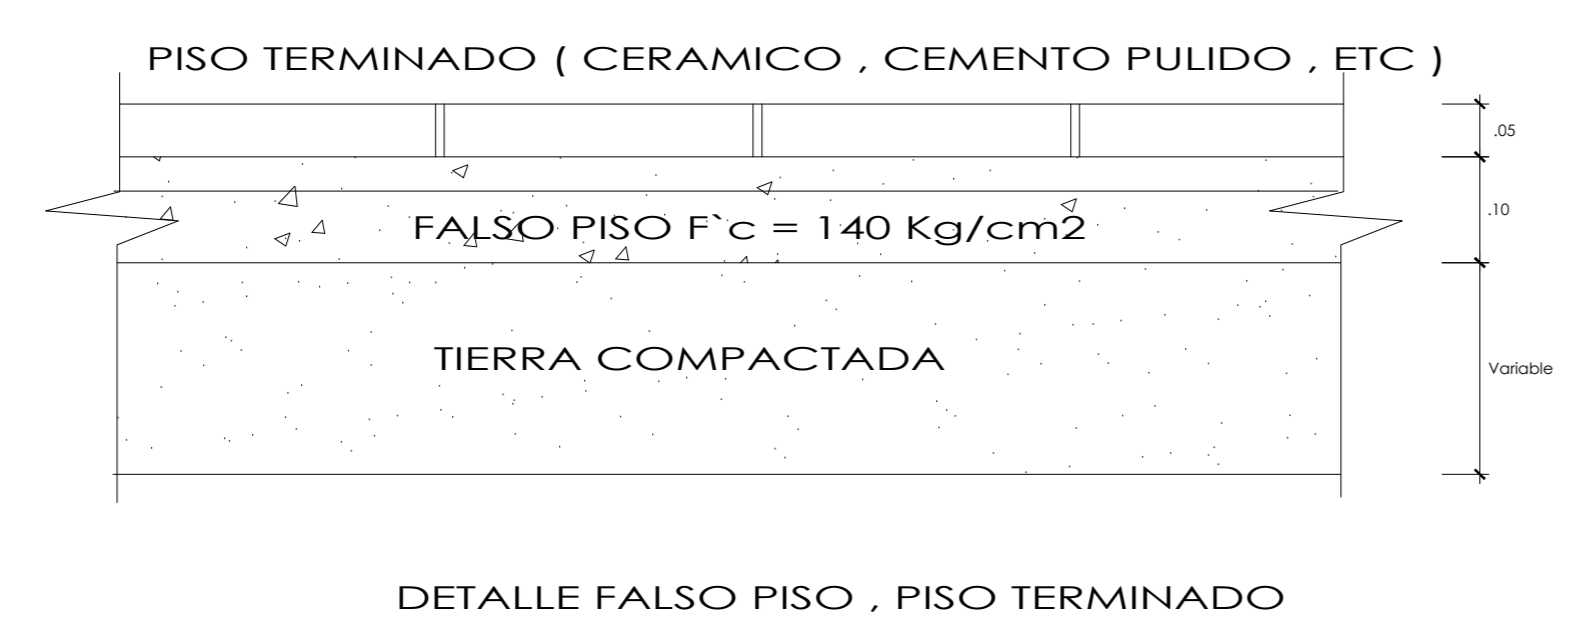 PISO TERMINADO ( CERAMICO , CEMENTO PULIDO , ETC )
.05
FALSO PISO F`c = 140 Kg/cm2
.10
TIERRA COMPACTADA
Variable
DETALLE FALSO PISO , PISO TERMINADO